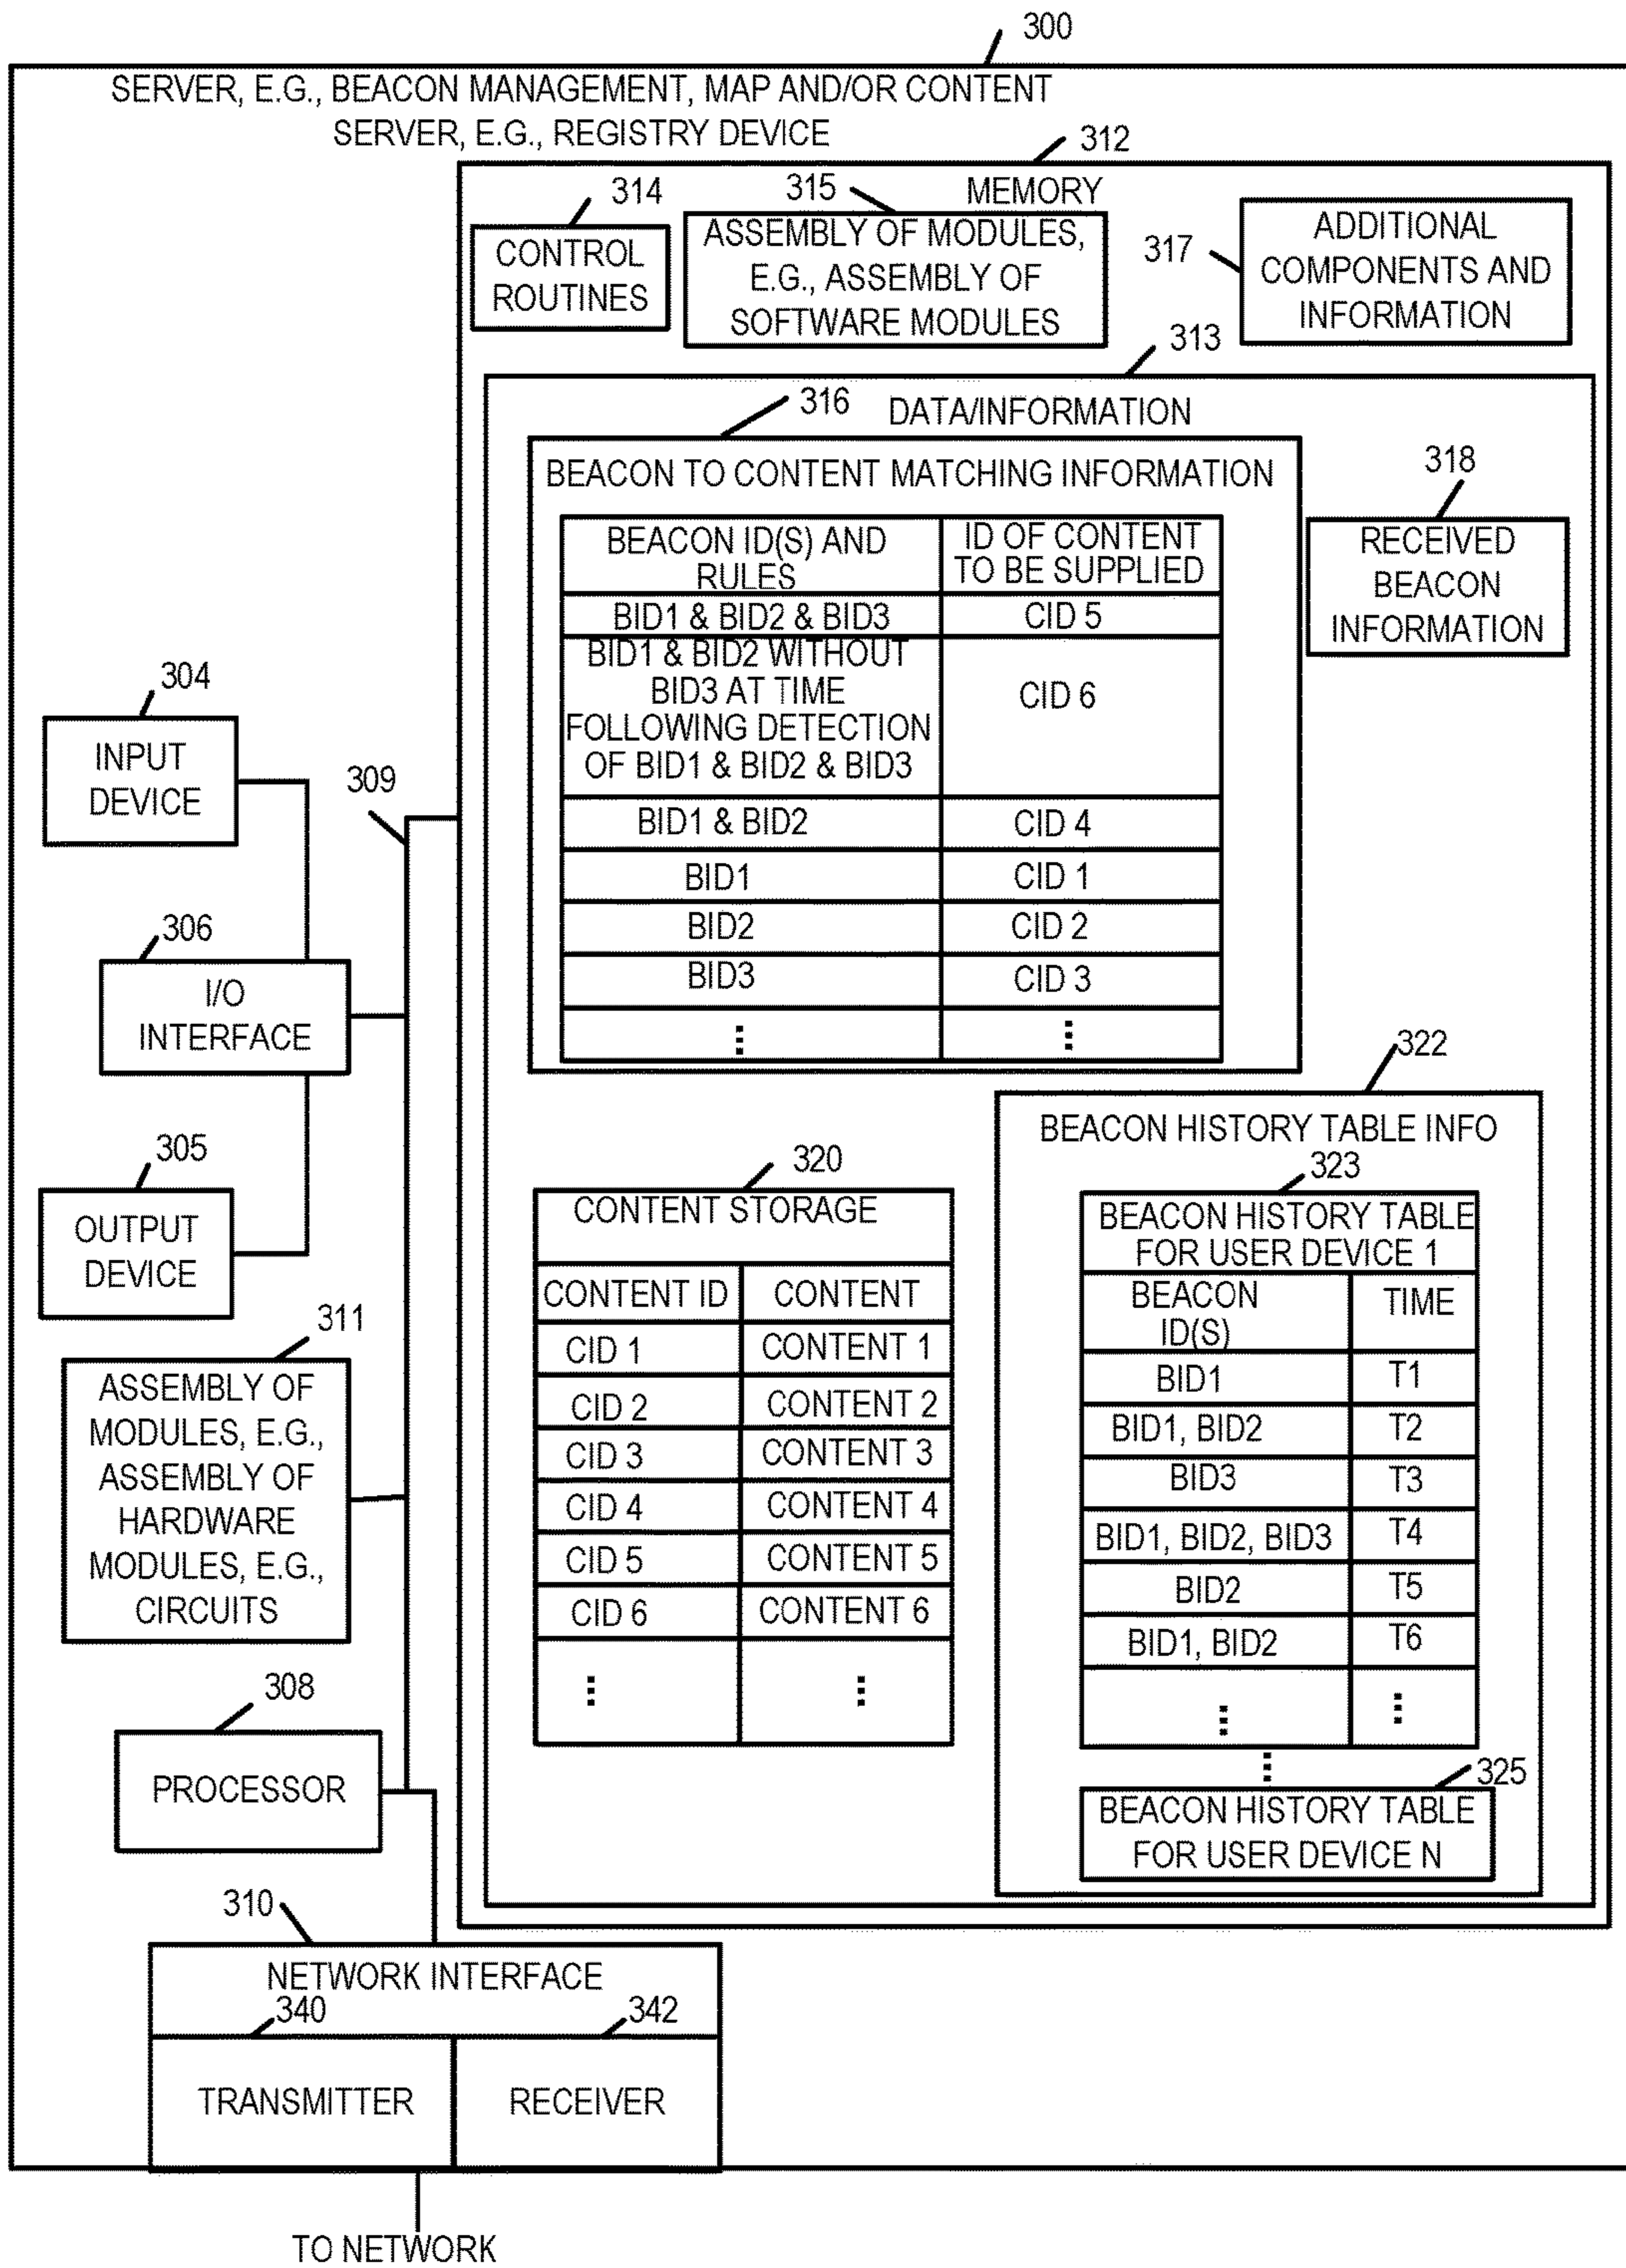 300
SERVER, E.G., BEACON MANAGEMENT, MAP AND/OR CONTENT
SERVER, E.G., REGISTRY DEVICE
312
MEMORY
314
CONTROL
ROUTINES
315
ASSEMBLY OF MODULES,
E.G., ASSEMBLY OF
SOFTWARE MODULES
317
ADDITIONAL
COMPONENTS AND
INFORMATION
313
DATA/INFORMATION
316
BEACON TO CONTENT MATCHING INFORMATION
BEACON ID(S) AND
RULES
ID OF CONTENT
TO BE SUPPLIED
BID1 & BID2 & BID3
CID 5
BID1 & BID2 WITHOUT
BID3 AT TIME
FOLLOWING DETECTION
OF BID1 & BID2 & BID3
CID 6
BID1 & BID2
CID 4
BID1
CID 1
BID2
CID 2
BID3
CID 3
⋮
⋮
318
RECEIVED
BEACON
INFORMATION
304
INPUT
DEVICE
309
306
I/O
INTERFACE
305
OUTPUT
DEVICE
311
ASSEMBLY OF
MODULES, E.G.,
ASSEMBLY OF
HARDWARE
MODULES, E.G.,
CIRCUITS
308
PROCESSOR
320
CONTENT STORAGE
CONTENT ID
CONTENT
CID 1
CONTENT 1
CID 2
CONTENT 2
CID 3
CONTENT 3
CID 4
CONTENT 4
CID 5
CONTENT 5
CID 6
CONTENT 6
⋮
⋮
322
BEACON HISTORY TABLE INFO
323
BEACON HISTORY TABLE
FOR USER DEVICE 1
BEACON
ID(S)
TIME
BID1
T1
BID1, BID2
T2
BID3
T3
BID1, BID2, BID3
T4
BID2
T5
BID1, BID2
T6
⋮
⋮
⋮
325
BEACON HISTORY TABLE
FOR USER DEVICE N
310
NETWORK INTERFACE
340
TRANSMITTER
342
RECEIVER
TO NETWORK